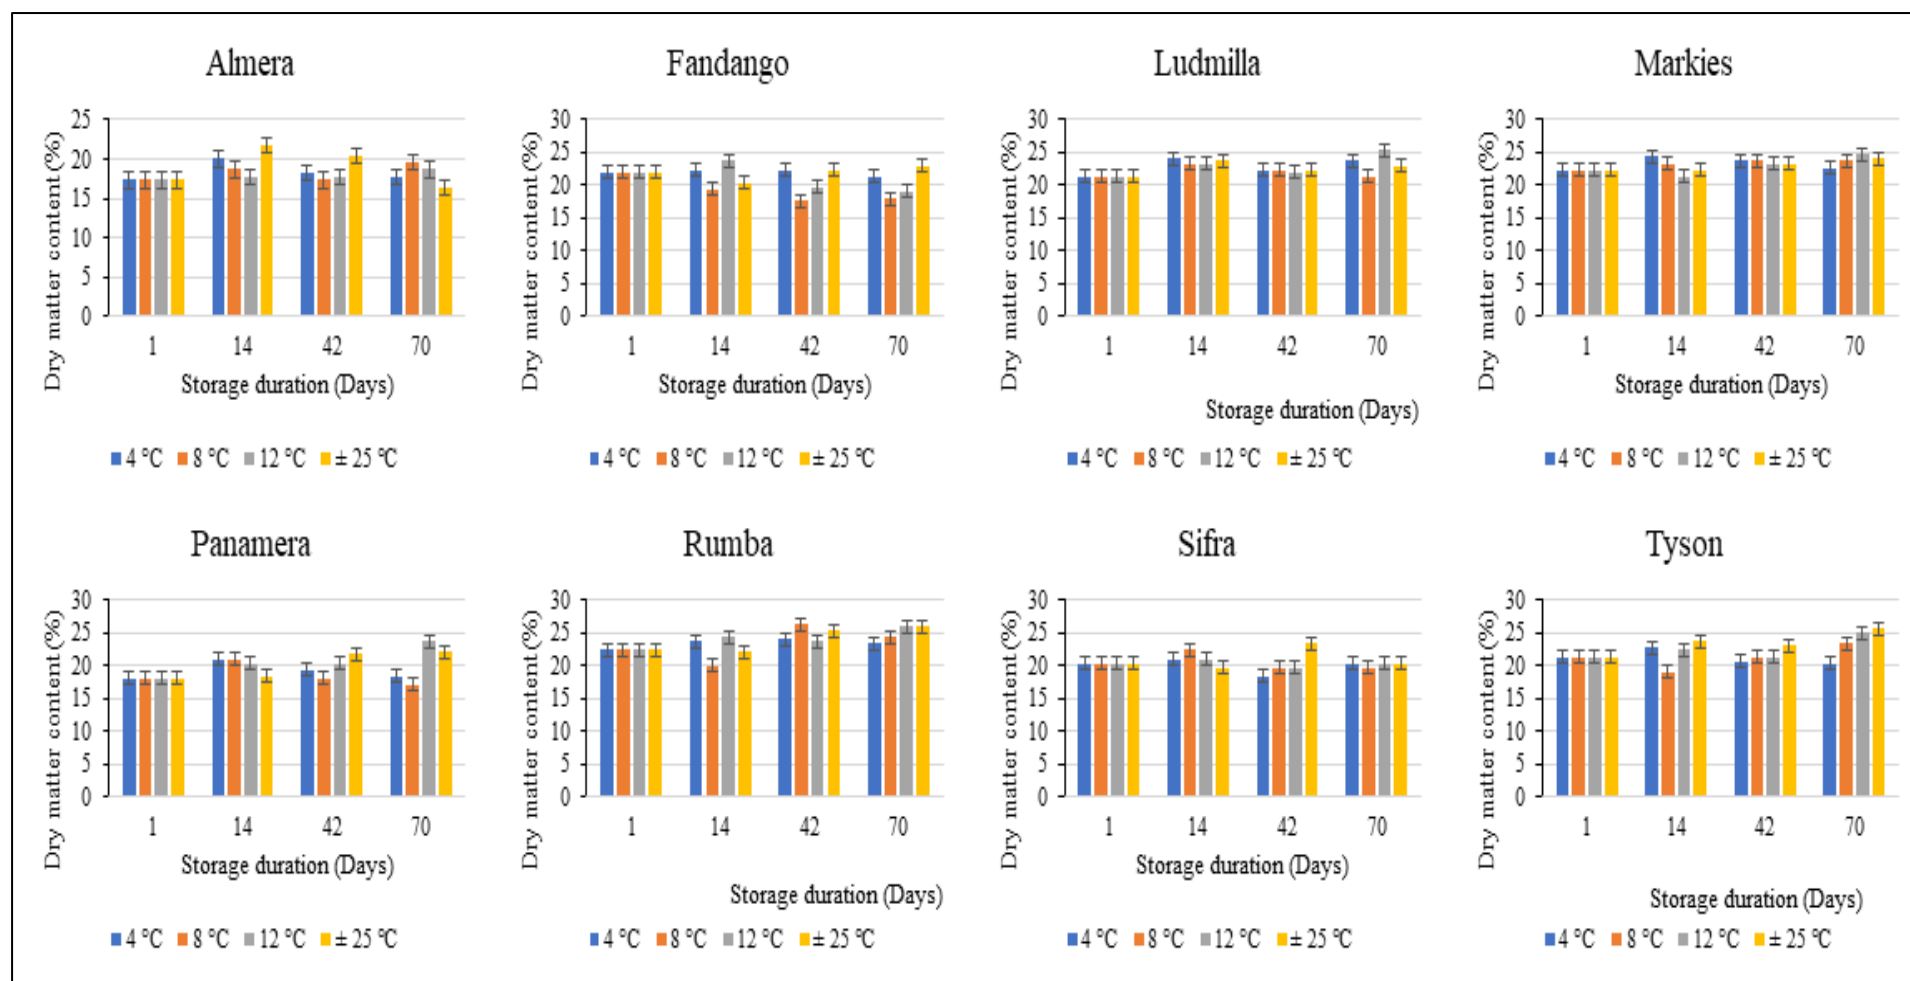 Almera
Dry matter content (%)
25
20
15
10
5
0
1 14 42 70
Storage duration (Days)
4 °C 8 °C 12 °C ± 25 °C
Fandango
Dry matter content (%)
30
25
20
15
10
5
0
1 14 42 70
Storage duration (Days)
4 °C 8 °C 12 °C ± 25 °C
Ludmilla
Dry matter content (%)
30
25
20
15
10
5
0
1 14 42 70
Storage duration (Days)
4 °C 8 °C 12 °C ± 25 °C
Markies
Dry matter content (%)
30
25
20
15
10
5
0
1 14 42 70
Storage duration (Days)
4 °C 8 °C 12 °C ± 25 °C
Panamera
Dry matter content (%)
30
25
20
15
10
5
0
1 14 42 70
Storage duration (Days)
4 °C 8 °C 12 °C ± 25 °C
Rumba
Dry matter content (%)
30
25
20
15
10
5
0
1 14 42 70
Storage duration (Days)
4 °C 8 °C 12 °C ± 25 °C
Sifra
Dry matter content (%)
30
25
20
15
10
5
0
1 14 42 70
Storage duration (Days)
4 °C 8 °C 12 °C ± 25 °C
Tyson
Dry matter content (%)
30
25
20
15
10
5
0
1 14 42 70
Storage duration (Days)
4 °C 8 °C 12 °C ± 25 °C